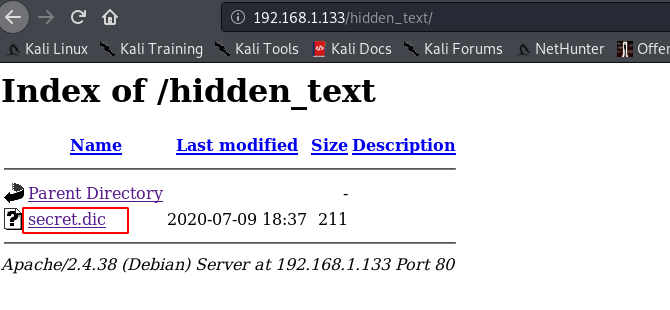 192.168.1.133/hidden_text/
Kali Linux Kali Training Kali Tools Kali Docs Kali Forums NetHunter Offen
Index of /hidden_text
Name Last modified Size Description
Parent Directory -
secret.dic 2020-07-09 18:37 211
Apache/2.4.38 (Debian) Server at 192.168.1.133 Port 80